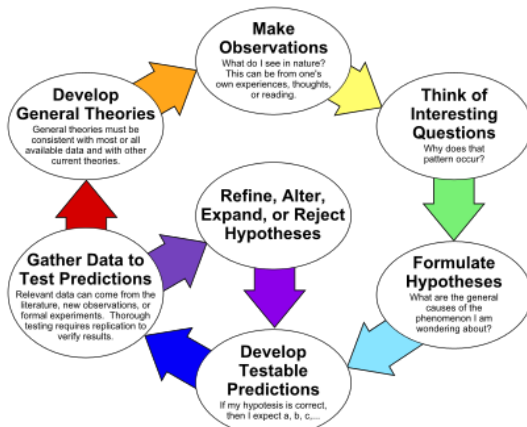 Make
Observations
What do I see in nature?
This can be from one's
own experiences, thoughts,
or reading.
Think of
Interesting
Questions
Why does that
pattern occur?
Formulate
Hypotheses
What are the general
causes of the
phenomenon I am
wondering about?
Develop
Testable
Predictions
If my hypotesis is correct,
then I expect a, b, c,...
Gather Data to
Test Predictions
Relevant data can come from the
literature, new observations, or
formal experiments. Thorough
testing requires replication to
verify results.
Refine, Alter,
Expand, or Reject
Hypotheses
Develop
General Theories
General theories must be
consistent with most or all
available data and with other
current theories.